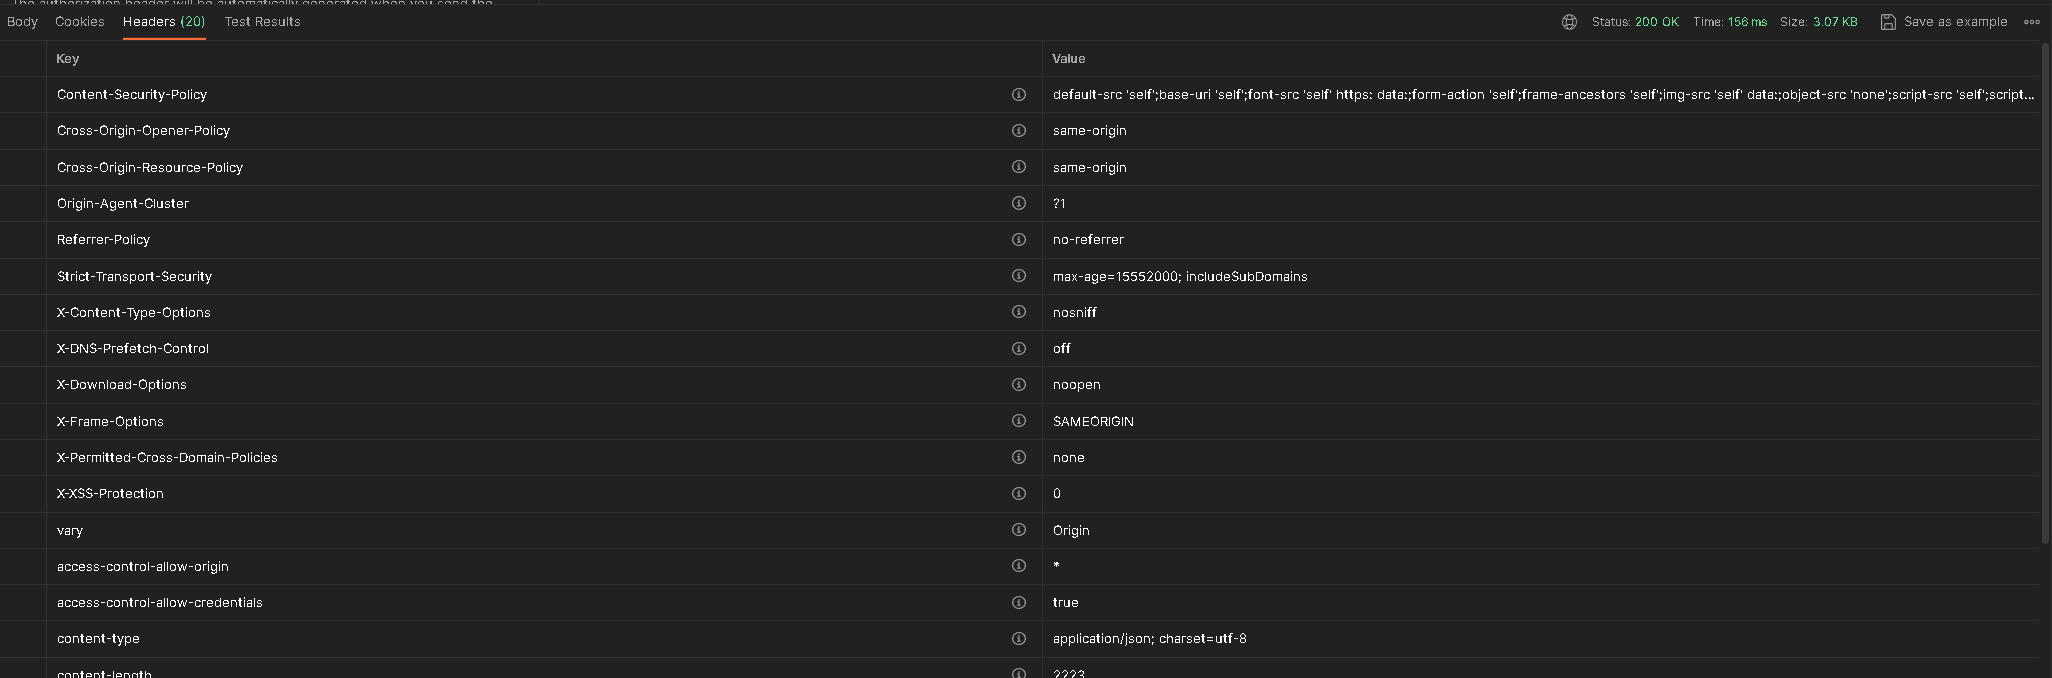 The authorization header will be automatically generated when you send the
Body Cookies Headers (20) Test Results Status: 200 OK Time: 156 ms Size: 3.07 KB Save as example
Key Value
Content-Security-Policy default-src 'self';base-uri 'self';font-src 'self' https: data:;form-action 'self';frame-ancestors 'self';img-src 'self' data:;object-src 'none';script-src 'self';script...
Cross-Origin-Opener-Policy same-origin
Cross-Origin-Resource-Policy same-origin
Origin-Agent-Cluster ?1
Referrer-Policy no-referrer
Strict-Transport-Security max-age=15552000; includeSubDomains
X-Content-Type-Options nosniff
X-DNS-Prefetch-Control off
X-Download-Options noopen
X-Frame-Options SAMEORIGIN
X-Permitted-Cross-Domain-Policies none
X-XSS-Protection 0
vary Origin
access-control-allow-origin *
access-control-allow-credentials true
content-type application/json; charset=utf-8
content-length